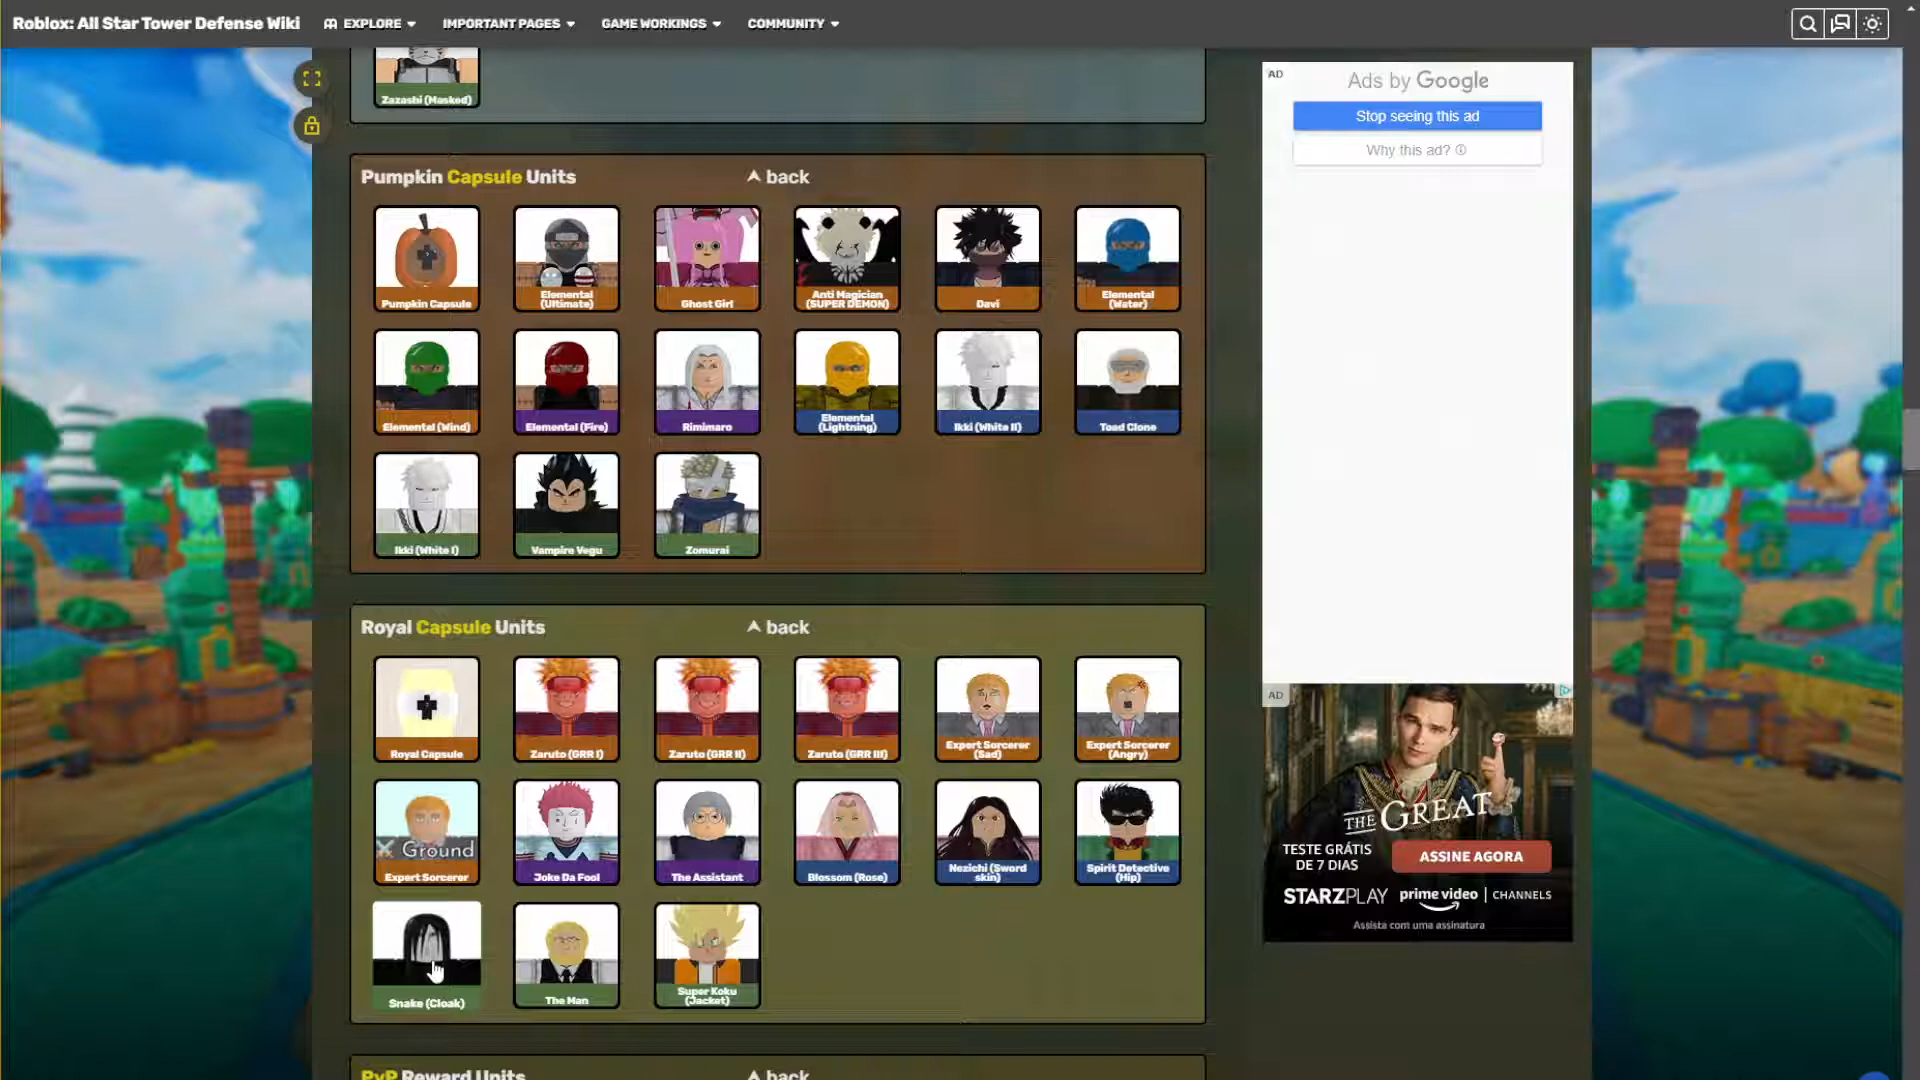 Roblox: All Star Tower Defense Wiki
EXPLORE
IMPORTANT PAGES
GAME WORKINGS
COMMUNITY
Zazashi (Masked)
Pumpkin Capsule Units
back
Pumpkin Capsule
Elemental
(Ultimate)
Ghost Girl
Anti Magician
(SUPER DEMON)
Davi
Elemental
(Water)
Elemental (Wind)
Elemental (Fire)
Rimimaro
Elemental
(Lightning)
Ikki (White II)
Toad Clone
Ikki (White I)
Vampire Vegu
Zomurai
Royal Capsule Units
back
Royal Capsule
Zaruto (GRR I)
Zaruto (GRR II)
Zaruto (GRR III)
Expert Sorcerer
(Sad)
Expert Sorcerer
(Angry)
Ground
Expert Sorcerer
Joke Da Fool
The Assistant
Blossom (Rose)
Nezichi (Sword
skin)
Spirit Detective
(Hip)
Snake (Cloak)
The Man
Super Koku
(Jacket)
PvP Reward Units
back
AD
Ads by Google
Stop seeing this ad
Why this ad?
AD
THE GREAT
TESTE GRÁTIS
DE 7 DIAS
ASSINE AGORA
STARZPLAY
prime video
CHANNELS
Assista com uma assinatura